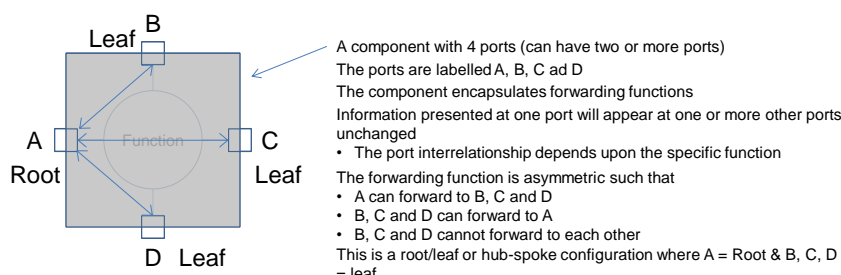 B
Leaf
A
Root
Function
C
Leaf
D Leaf
A component with 4 ports (can have two or more ports)
The ports are labelled A, B, C ad D
The component encapsulates forwarding functions
Information presented at one port will appear at one or more other ports
unchanged
• The port interrelationship depends upon the specific function
The forwarding function is asymmetric such that
• A can forward to B, C and D
• B, C and D can forward to A
• B, C and D cannot forward to each other
This is a root/leaf or hub-spoke configuration where A = Root & B, C, D
= leaf